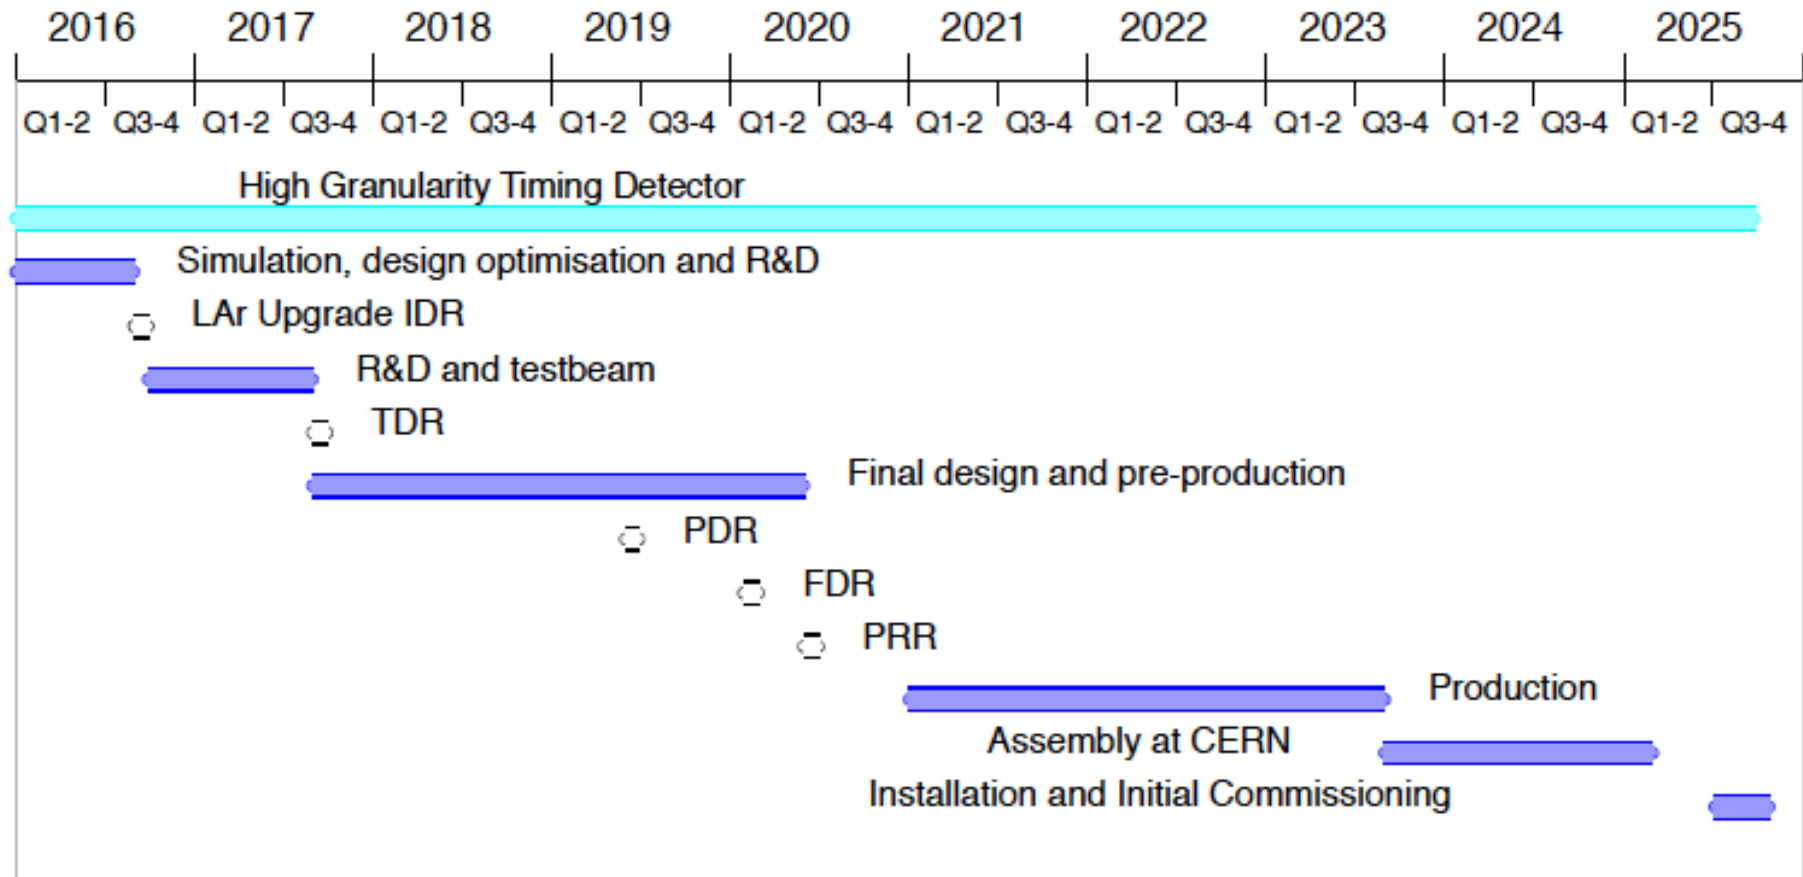 2016 2017 2018 2019 2020 2021 2022 2023 2024 2025
Q1-2 Q3-4 Q1-2 Q3-4 Q1-2 Q3-4 Q1-2 Q3-4 Q1-2 Q3-4 Q1-2 Q3-4 Q1-2 Q3-4 Q1-2 Q3-4 Q1-2 Q3-4 Q1-2 Q3-4
High Granularity Timing Detector
Simulation, design optimisation and R&D
LAr Upgrade IDR
R&D and testbeam
TDR
Final design and pre-production
PDR
FDR
PRR
Production
Assembly at CERN
Installation and Initial Commissioning